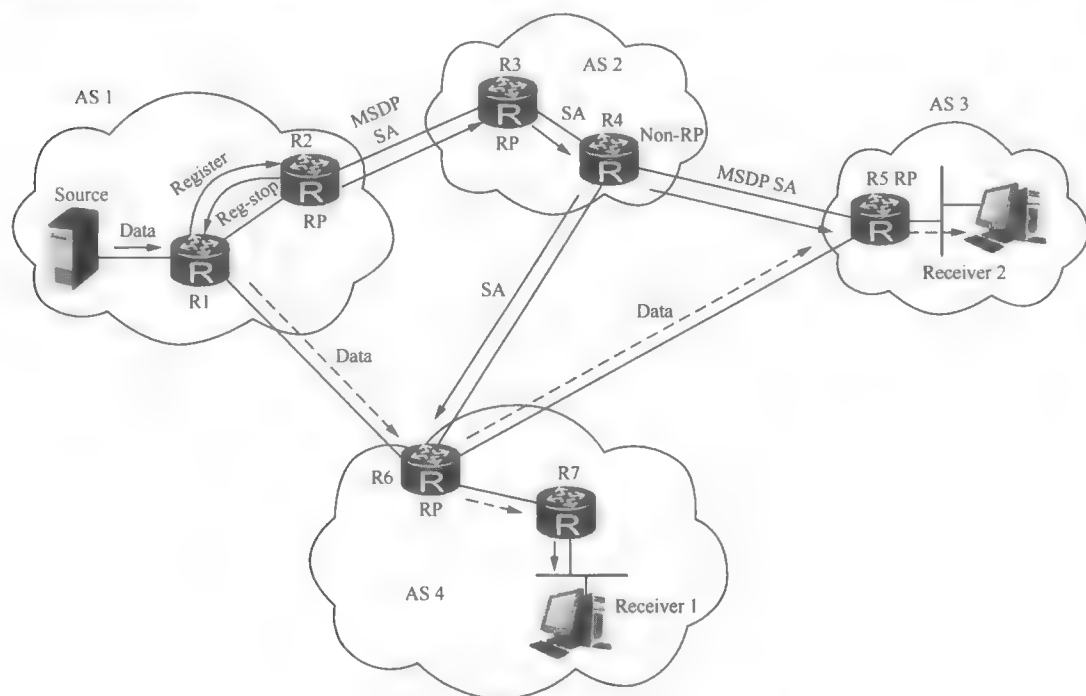 AS 1
Source
Data
R1
Register
Reg-stop
R2
RP
MSDP
SA
AS 2
R3
RP
SA
R4
Non-RP
MSDP SA
AS 3
R5 RP
Receiver 2
SA
Data
Data
R6
RP
R7
AS 4
Receiver 1
R
R
R
R
R
R
R